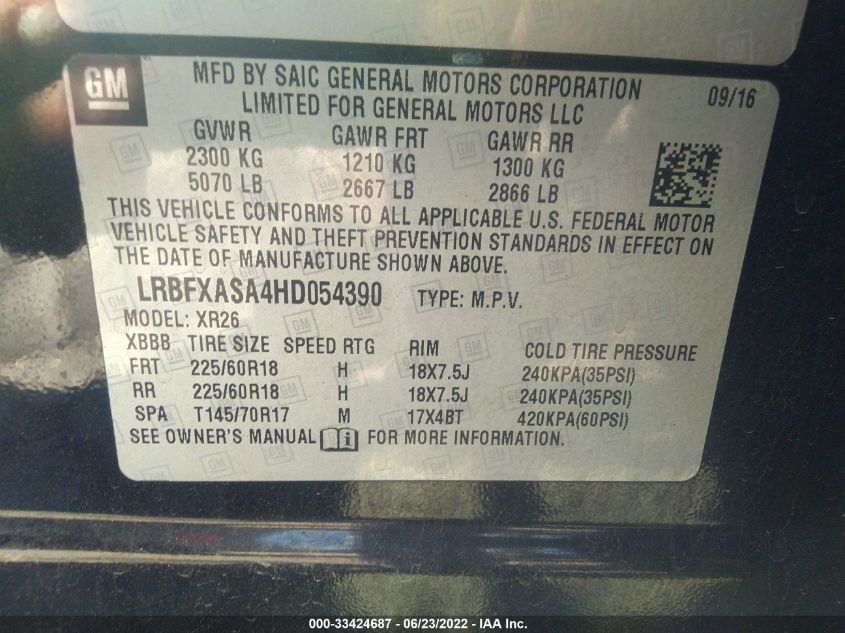 GM
MFD BY SAIC GENERAL MOTORS CORPORATION
LIMITED FOR GENERAL MOTORS LLC
09/16
GVWR GAWR FRT GAWR RR
2300 KG 1210 KG 1300 KG
5070 LB 2667 LB 2866 LB
THIS VEHICLE CONFORMS TO ALL APPLICABLE U.S. FEDERAL MOTOR
VEHICLE SAFETY AND THEFT PREVENTION STANDARDS IN EFFECT ON
THE DATE OF MANUFACTURE SHOWN ABOVE.
LRBFXASA4HD054390 TYPE: M.P.V.
MODEL: XR26
XBBB TIRE SIZE SPEED RTG RIM COLD TIRE PRESSURE
FRT 225/60R18 H 18X7.5J 240KPA(35PSI)
RR 225/60R18 H 18X7.5J 240KPA(35PSI)
SPA T145/70R17 M 17X4BT 420KPA(60PSI)
SEE OWNER'S MANUAL i FOR MORE INFORMATION.
000-33424687 - 06/23/2022 - IAA Inc.